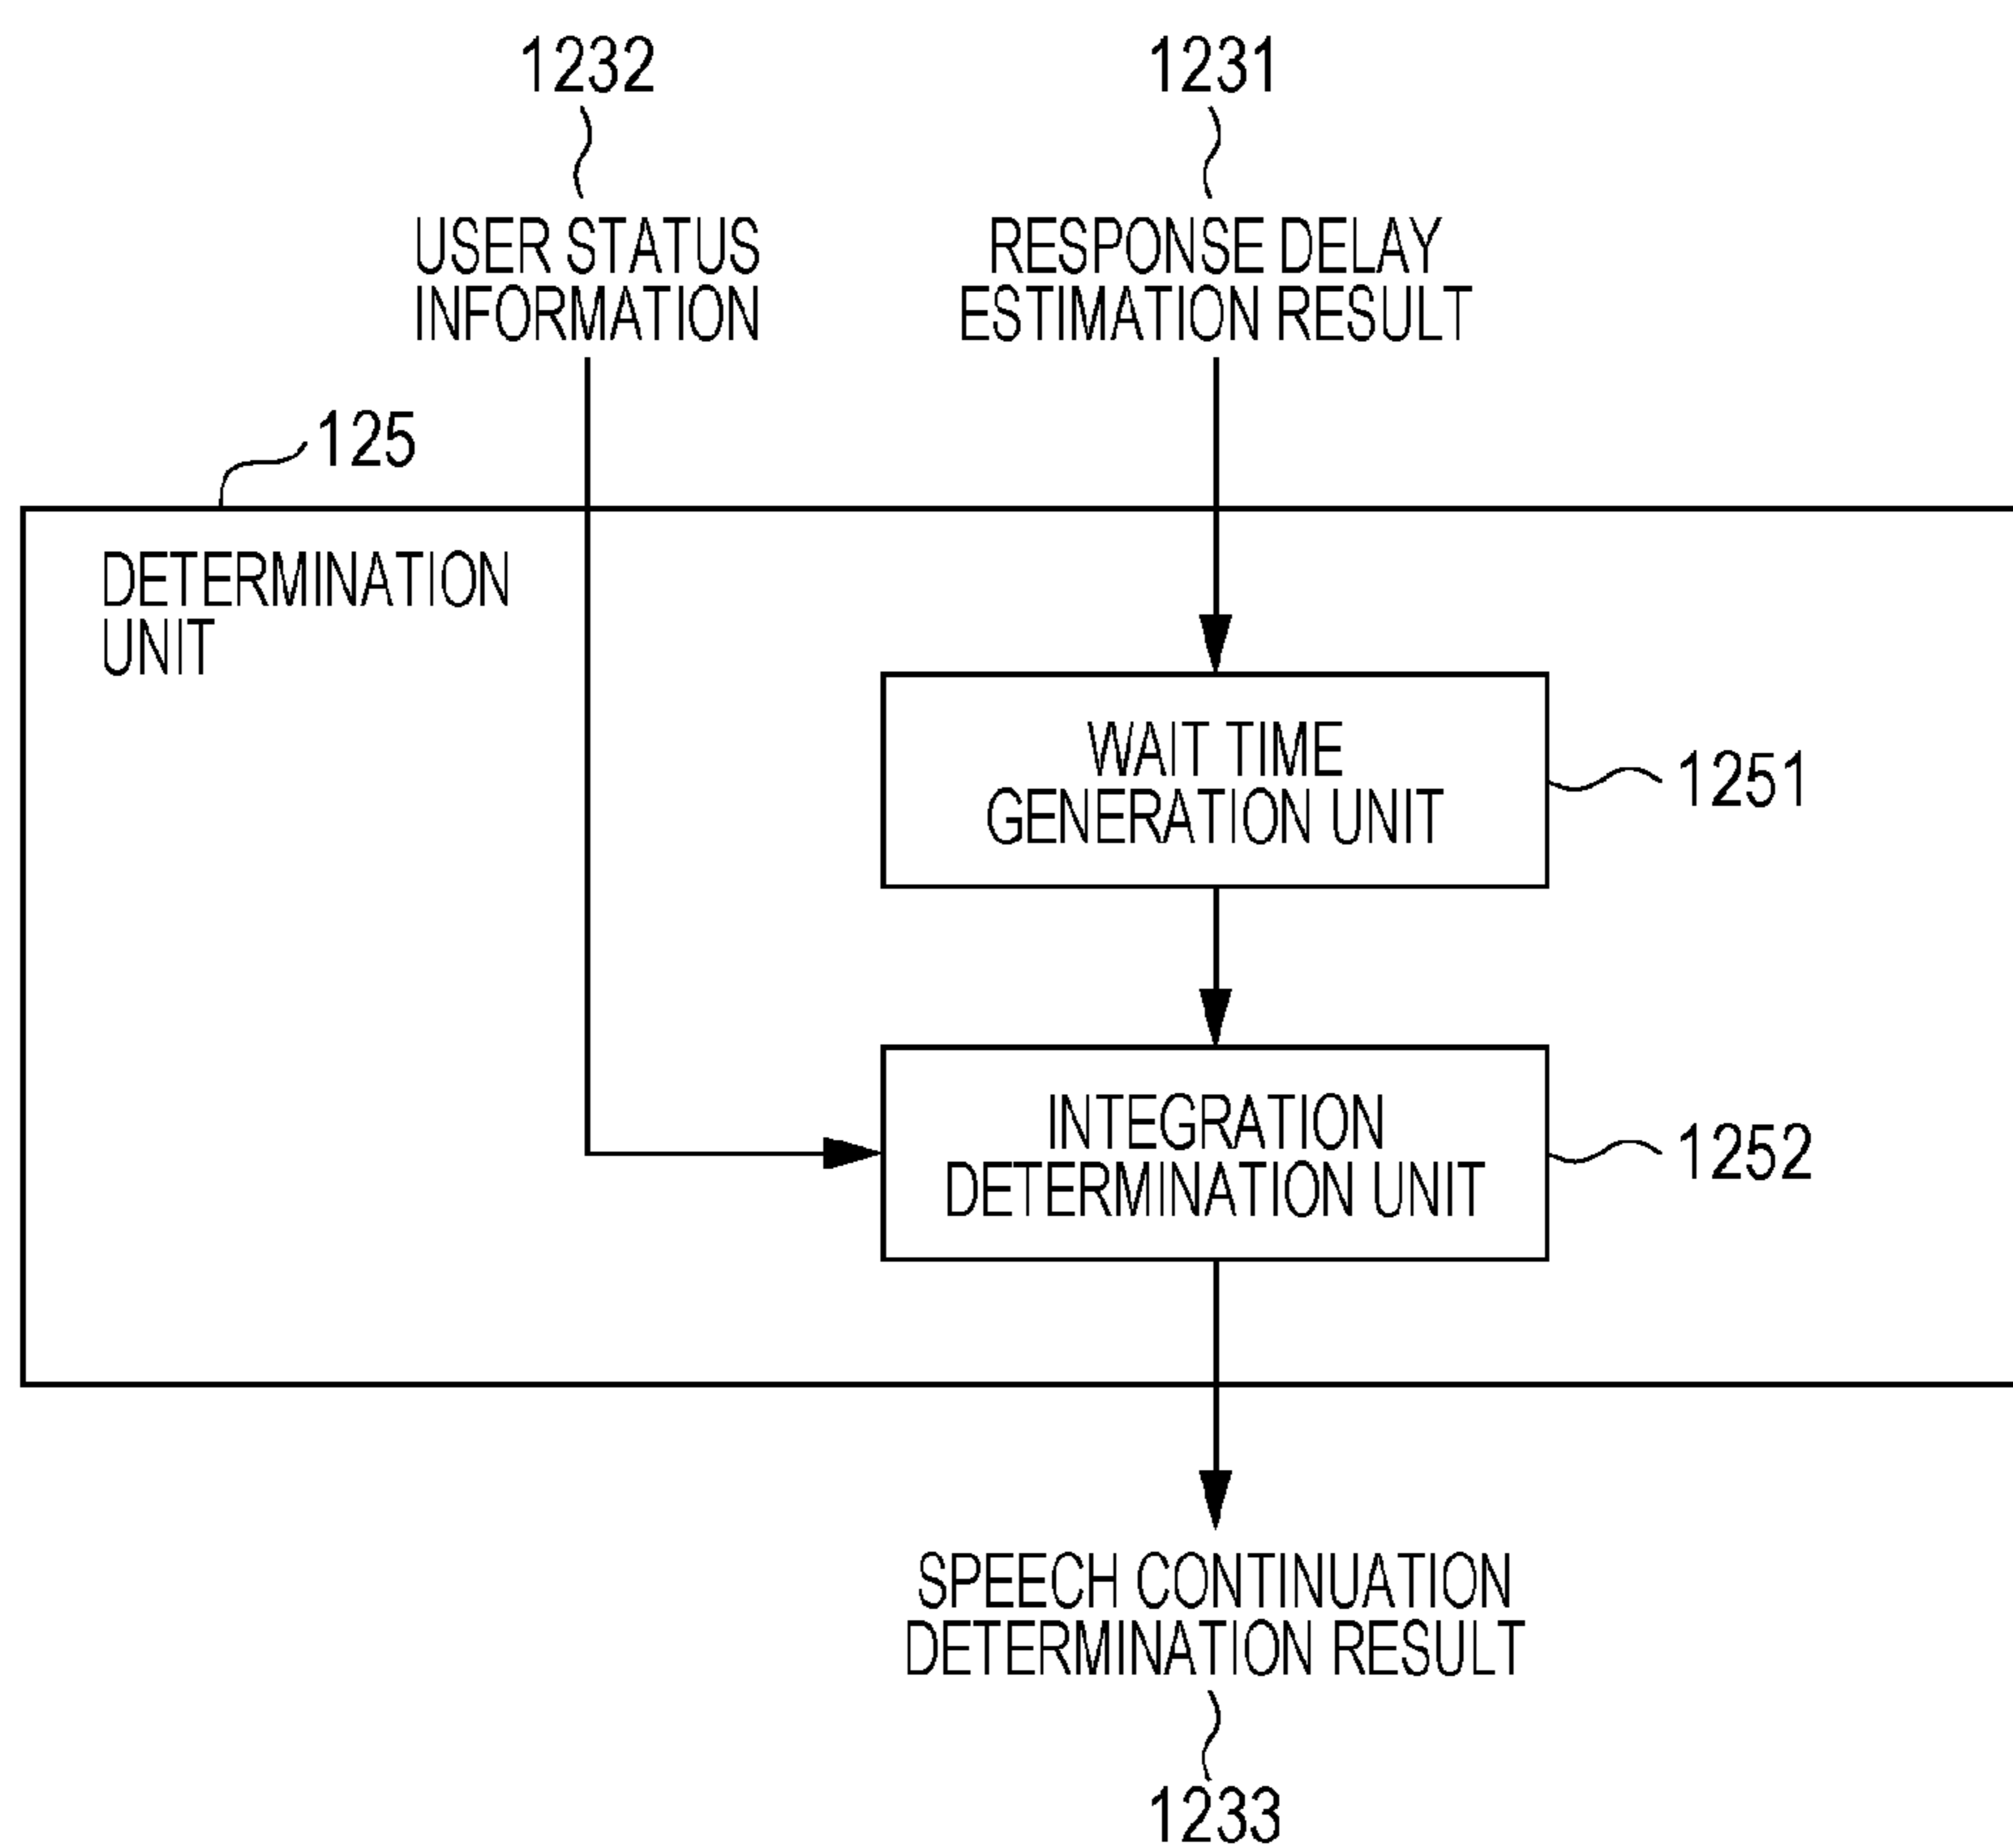 1232
1231
USER STATUS
INFORMATION
RESPONSE DELAY
ESTIMATION RESULT
125
DETERMINATION
UNIT
WAIT TIME
GENERATION UNIT
1251
INTEGRATION
DETERMINATION UNIT
1252
SPEECH CONTINUATION
DETERMINATION RESULT
1233